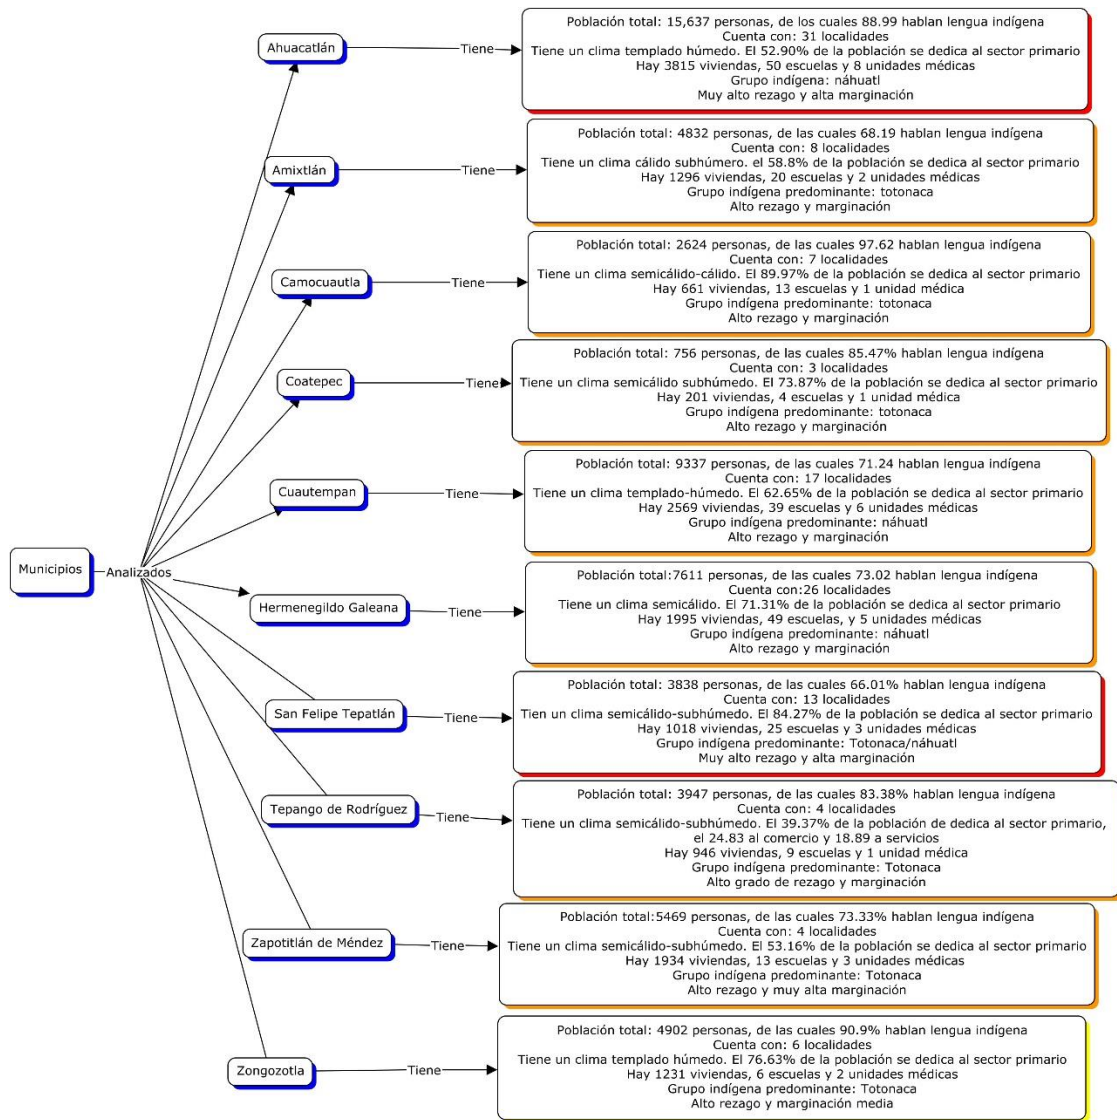 Municipios
Analizados
Ahuacatlán
Tiene
Población total: 15,637 personas, de los cuales 88.99 hablan lengua indígena
Cuenta con: 31 localidades
Tiene un clima templado húmedo. El 52.90% de la población se dedica al sector primario
Hay 3815 viviendas, 50 escuelas y 8 unidades médicas
Grupo indígena: náhuatl
Muy alto rezago y alta marginación
Amixtlán
Tiene
Población total: 4832 personas, de las cuales 68.19 hablan lengua indígena
Cuenta con: 8 localidades
Tiene un clima cálido subhúmero. el 58.8% de la población se dedica al sector primario
Hay 1296 viviendas, 20 escuelas y 2 unidades médicas
Grupo indígena predominante: totonaca
Alto rezago y marginación
Camocuautla
Tiene
Población total: 2624 personas, de las cuales 97.62 hablan lengua indígena
Cuenta con: 7 localidades
Tiene un clima semicálido-cálido. El 89.97% de la población se dedica al sector primario
Hay 661 viviendas, 13 escuelas y 1 unidad médica
Grupo indígena predominante: totonaca
Alto rezago y marginación
Coatepec
Tiene
Población total: 756 personas, de las cuales 85.47% hablan lengua indígena
Cuenta con: 3 localidades
Tiene un clima semicálido subhúmedo. El 73.87% de la población se dedica al sector primario
Hay 201 viviendas, 4 escuelas y 1 unidad médica
Grupo indígena predominante: totonaca
Alto rezago y marginación
Cuautempan
Tiene
Población total: 9337 personas, de las cuales 71.24 hablan lengua indígena
Cuenta con: 17 localidades
Tiene un clima templado-húmedo. El 62.65% de la población se dedica al sector primario
Hay 2569 viviendas, 39 escuelas y 6 unidades médicas
Grupo indígena predominante: náhuatl
Alto rezago y marginación
Hermenegildo Galeana
Tiene
Población total:7611 personas, de las cuales 73.02 hablan lengua indígena
Cuenta con:26 localidades
Tiene un clima semicálido. El 71.31% de la población se dedica al sector primario
Hay 1995 viviendas, 49 escuelas, y 5 unidades médicas
Grupo indígena predominante: náhuatl
Alto rezago y marginación
San Felipe Tepatlán
Tiene
Población total: 3838 personas, de las cuales 66.01% hablan lengua indígena
Cuenta con: 13 localidades
Tien un clima semicálido-subhúmedo. El 84.27% de la población se dedica al sector primario
Hay 1018 viviendas, 25 escuelas y 3 unidades médicas
Grupo indígena predominante: Totonaca/náhuatl
Muy alto rezago y alta marginación
Tepango de Rodríguez
Tiene
Población total: 3947 personas, de las cuales 83.38% hablan lengua indígena
Cuenta con: 4 localidades
Tiene un clima semicálido-subhúmedo. El 39.37% de la población de dedica al sector primario,
el 24.83 al comercio y 18.89 a servicios
Hay 946 viviendas, 9 escuelas y 1 unidad médica
Grupo indígena predominante: Totonaca
Alto grado de rezago y marginación
Zapotitlán de Méndez
Tiene
Población total:5469 personas, de las cuales 73.33% hablan lengua indígena
Cuenta con: 4 localidades
Tiene un clima semicálido-subhúmedo. El 53.16% de la población se dedica al sector primario
Hay 1934 viviendas, 13 escuelas y 3 unidades médicas
Grupo indígena predominante: Totonaca
Alto rezago y muy alta marginación
Zongozotla
Tiene
Población total: 4902 personas, de las cuales 90.9% hablan lengua indígena
Cuenta con: 6 localidades
Tiene un clima templado húmedo. El 76.63% de la población se dedica al sector primario
Hay 1231 viviendas, 6 escuelas y 2 unidades médicas
Grupo indígena predominante: Totonaca
Alto rezago y marginación media